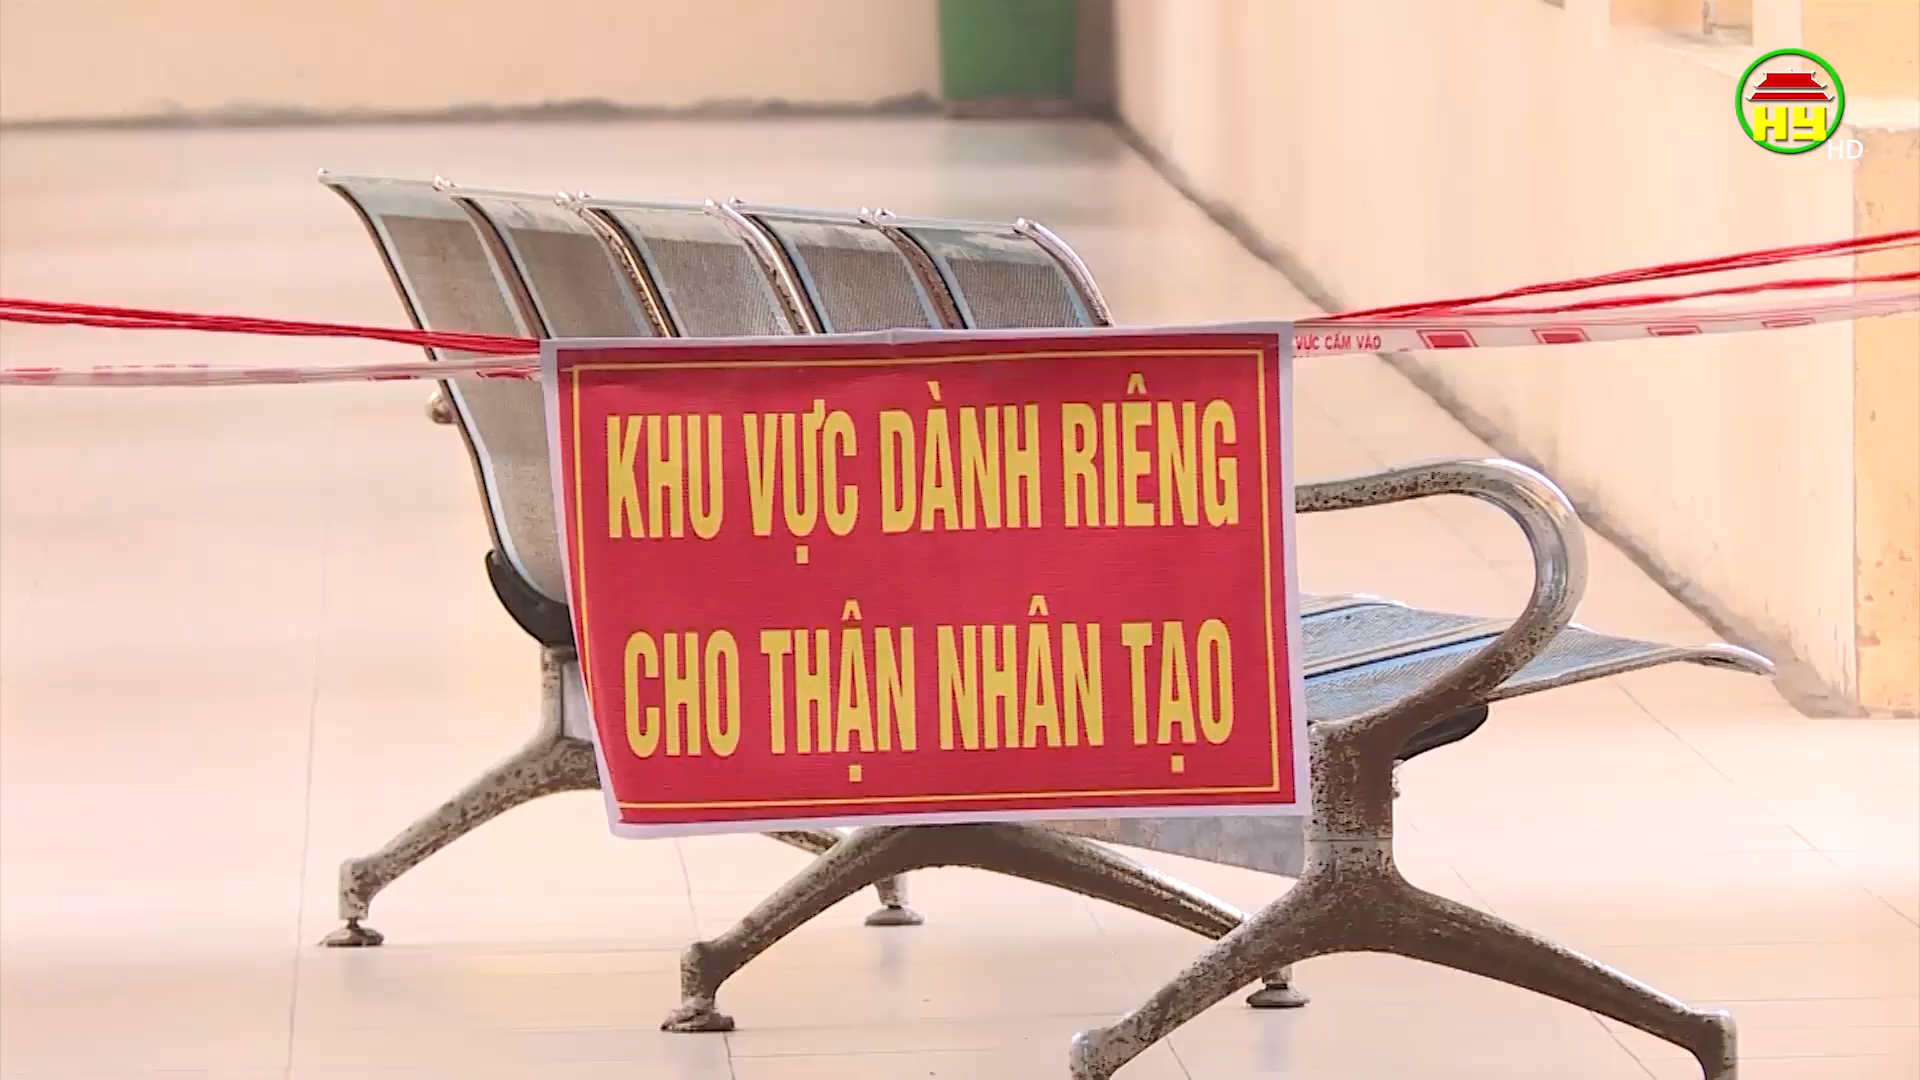 HY
HD
VỰC CẤM VÀO
KHU VỰC DÀNH RIÊNG
CHO THẬN NHÂN TẠO